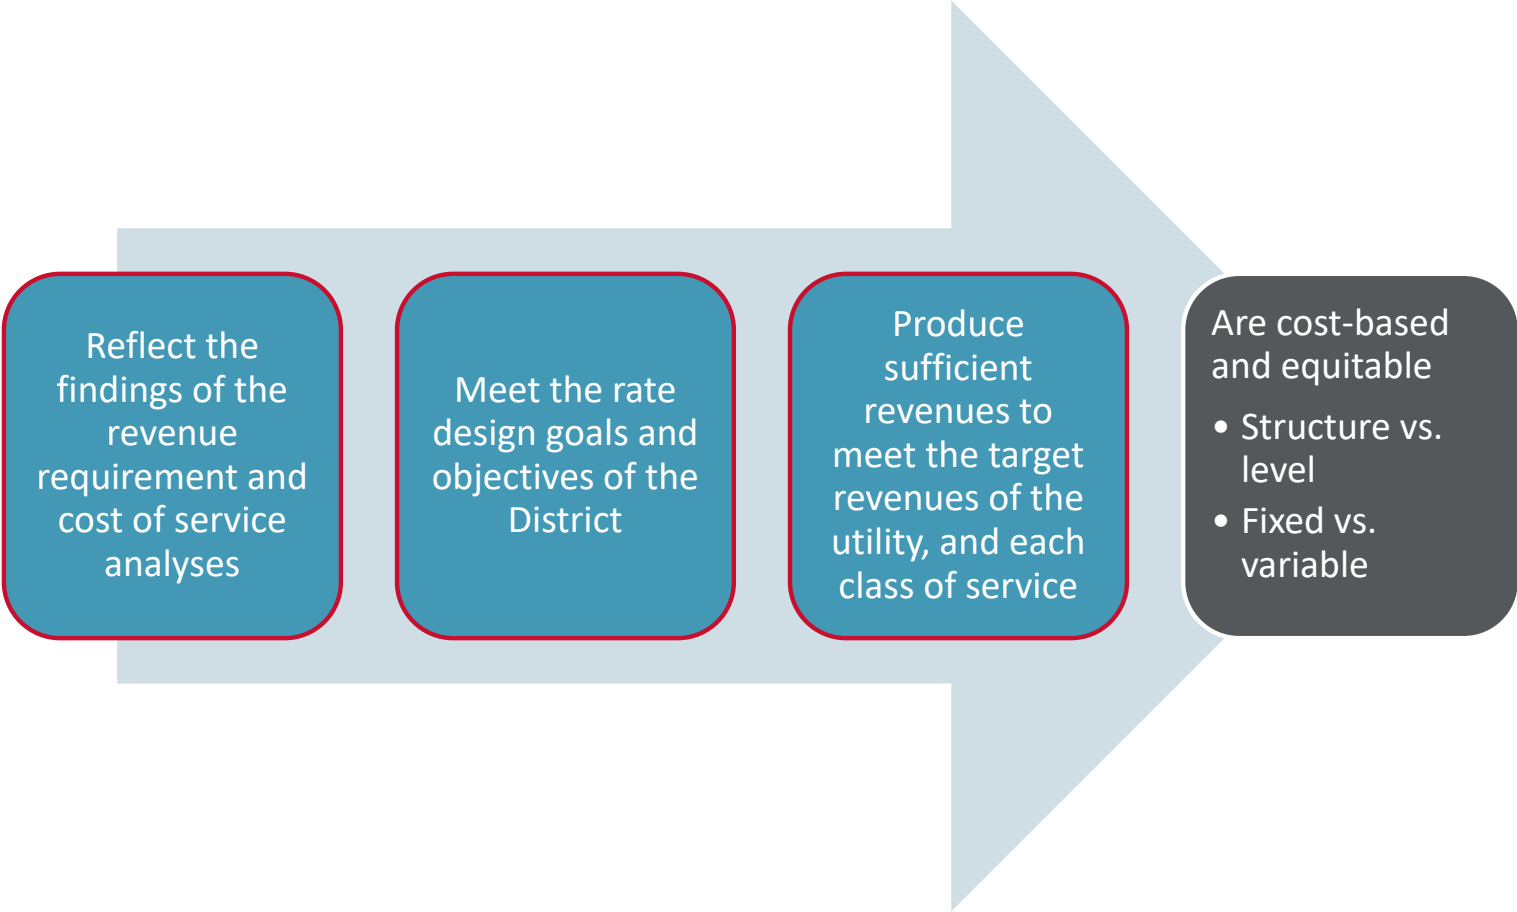 Reflect the
findings of the
revenue
requirement and
cost of service
analyses
Meet the rate
design goals and
objectives of the
District
Produce
sufficient
revenues to
meet the target
revenues of the
utility, and each
class of service
Are cost-based
and equitable
• Structure vs.
level
• Fixed vs.
variable